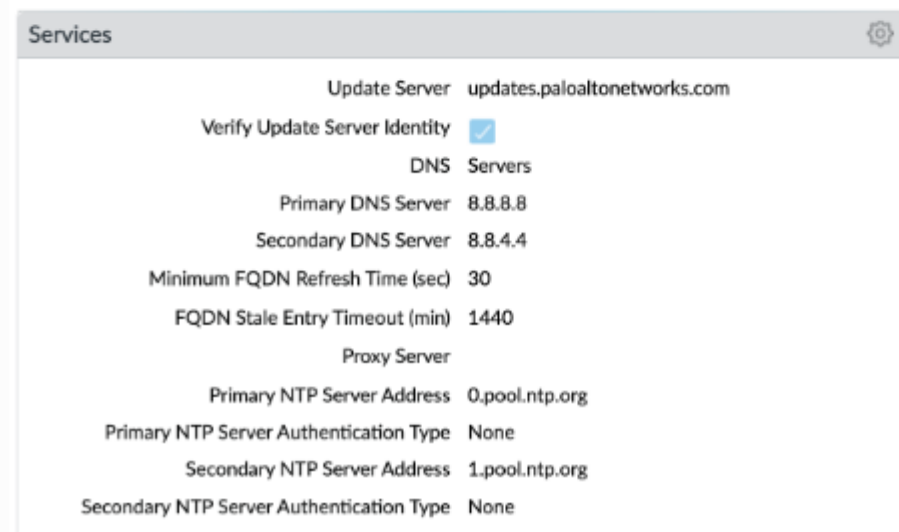 Services
Update Server updates.paloaltonetworks.com
Verify Update Server Identity
DNS Servers
Primary DNS Server 8.8.8.8
Secondary DNS Server 8.8.4.4
Minimum FQDN Refresh Time (sec) 30
FQDN Stale Entry Timeout (min) 1440
Proxy Server
Primary NTP Server Address 0.pool.ntp.org
Primary NTP Server Authentication Type None
Secondary NTP Server Address 1.pool.ntp.org
Secondary NTP Server Authentication Type None